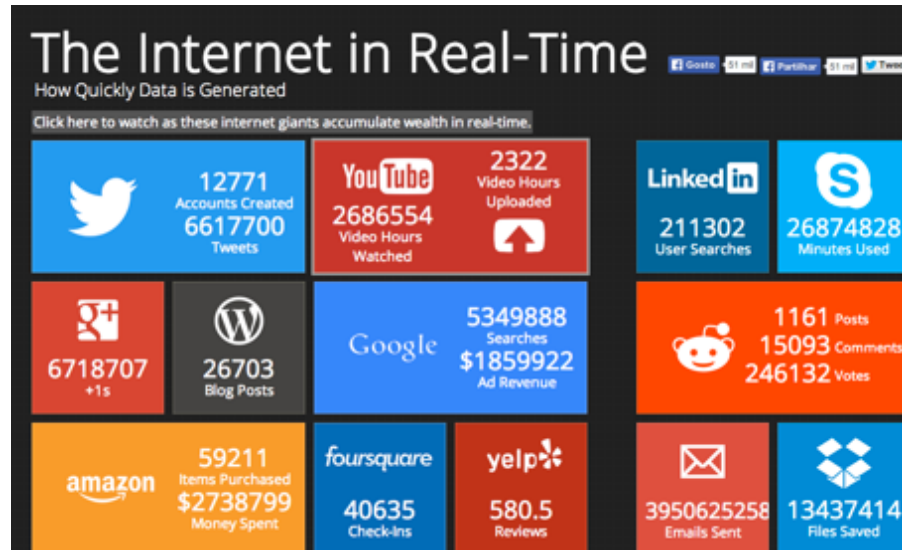 The Internet in Real-Time
Gosto 51 mil Partilhar 51 mil
How Quickly Data is Generated
Click here to watch as these internet giants accumulate wealth in real-time.
12771
Accounts Created
6617700
Tweets
YouTube
2686554
Video Hours
Watched
2322
Video Hours
Uploaded
Linked in
211302
User Searches
S
26874828
Minutes Used
g+
6718707
+1s
W
26703
Blog Posts
Google
5349888
Searches
$1859922
Ad Revenue
1161 Posts
15093 Comments
246132 Votes
amazon
59211
Items Purchased
$2738799
Money Spent
foursquare
40635
Check-Ins
yelp
580.5
Reviews
3950625258
Emails Sent
13437414
Files Saved